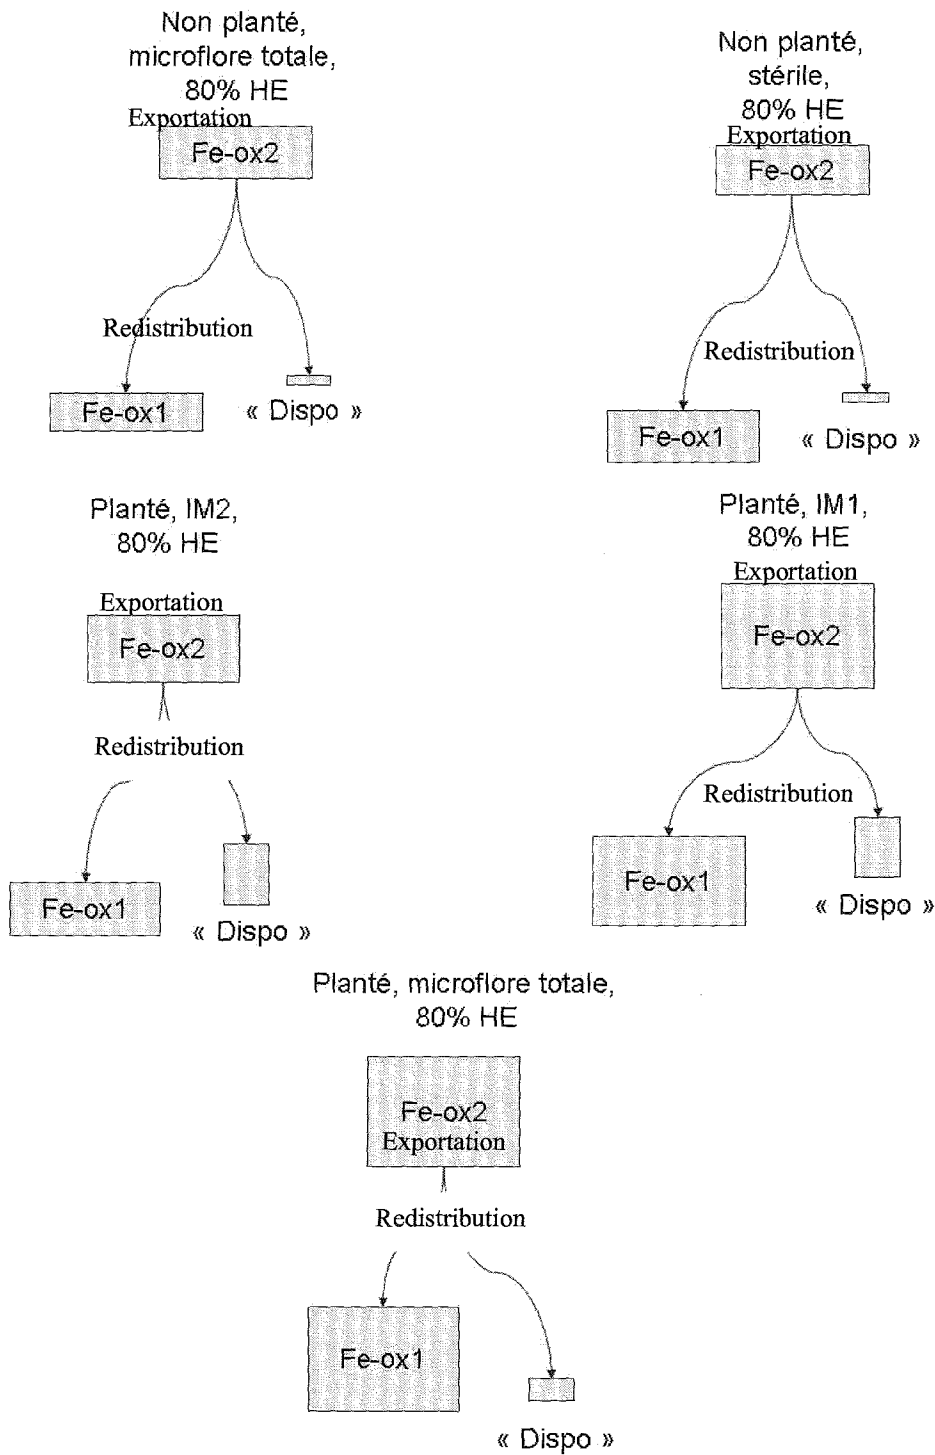 Non planté,
microflore totale,
80% HE
Exportation
Fe-ox2
Redistribution
Fe-ox1
« Dispo »
Non planté,
stérile,
80% HE
Exportation
Fe-ox2
Redistribution
Fe-ox1
« Dispo »
Planté, IM2,
80% HE
Exportation
Fe-ox2
Redistribution
Fe-ox1
« Dispo »
Planté, IM1,
80% HE
Exportation
Fe-ox2
Redistribution
Fe-ox1
« Dispo »
Planté, microflore totale,
80% HE
Fe-ox2
Exportation
Redistribution
Fe-ox1
« Dispo »